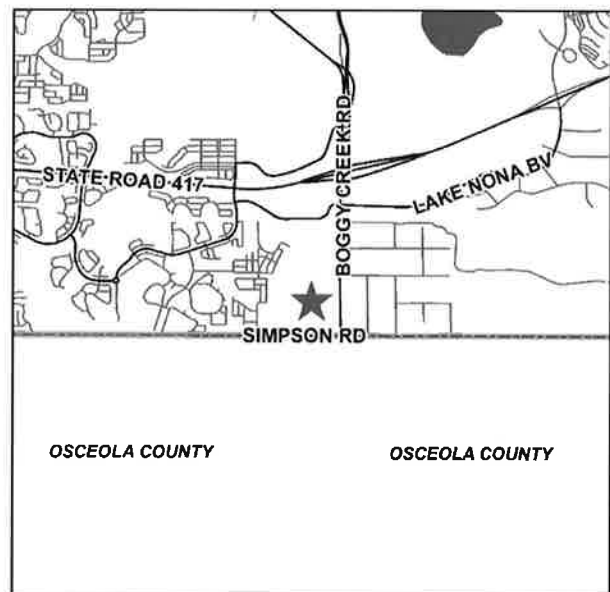 BOGGY CREEK RD
STATE ROAD 417
LAKE NONA BV
SIMPSON RD
OSCEOLA COUNTY
OSCEOLA COUNTY